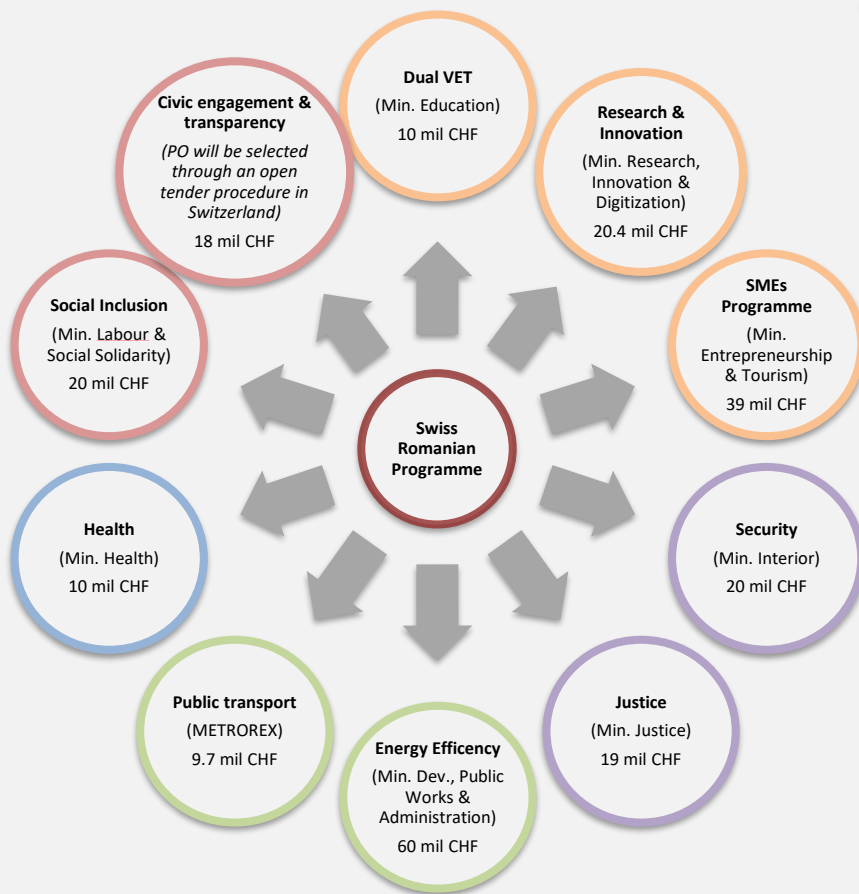 Dual VET
(Min. Education)
10 mil CHF
Research &
Innovation
(Min. Research,
Innovation &
Digitization)
20.4 mil CHF
SMEs
Programme
(Min.
Entrepreneurship
& Tourism)
39 mil CHF
Security
(Min. Interior)
20 mil CHF
Justice
(Min. Justice)
19 mil CHF
Energy Efficency
(Min. Dev., Public
Works &
Administration)
60 mil CHF
Public transport
(METROREX)
9.7 mil CHF
Health
(Min. Health)
10 mil CHF
Social Inclusion
(Min. Labour &
Social Solidarity)
20 mil CHF
Civic engagement &
transparency
(PO will be selected
through an open
tender procedure in
Switzerland)
18 mil CHF
Swiss
Romanian
Programme